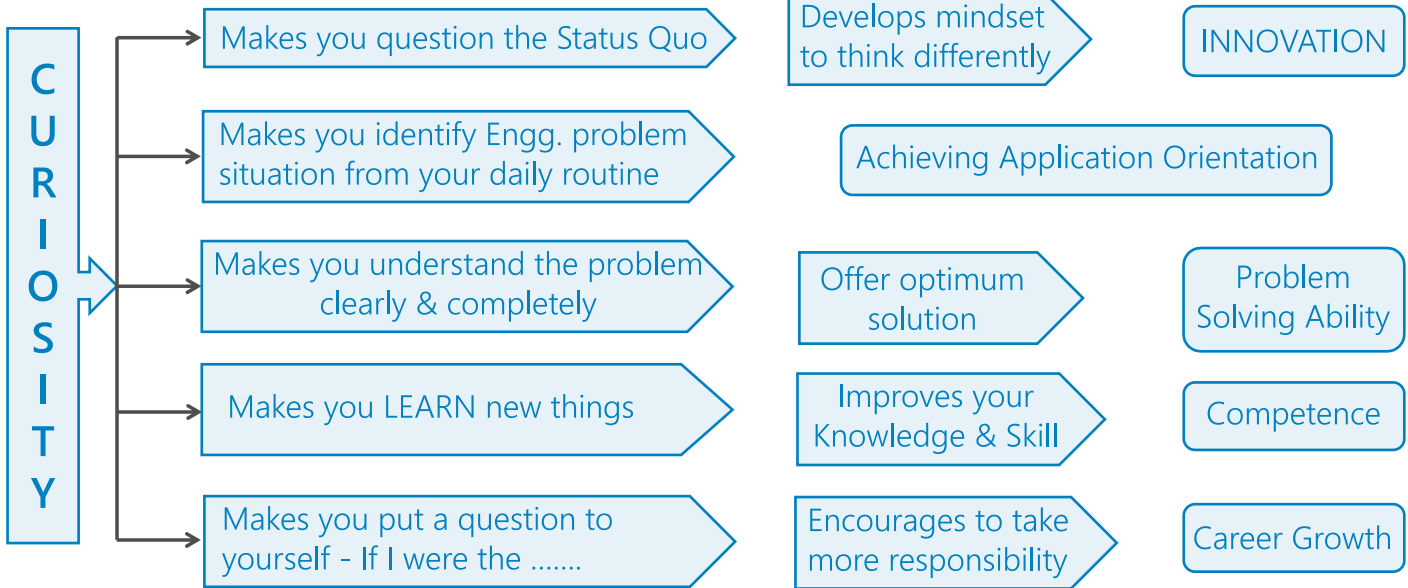 CURIOSITY
Makes you question the Status Quo
Develops mindset
to think differently
INNOVATION
Makes you identify Engg. problem
situation from your daily routine
Achieving Application Orientation
Makes you understand the problem
clearly & completely
Offer optimum
solution
Problem
Solving Ability
Makes you LEARN new things
Improves your
Knowledge & Skill
Competence
Makes you put a question to
yourself - If I were the .......
Encourages to take
more responsibility
Career Growth